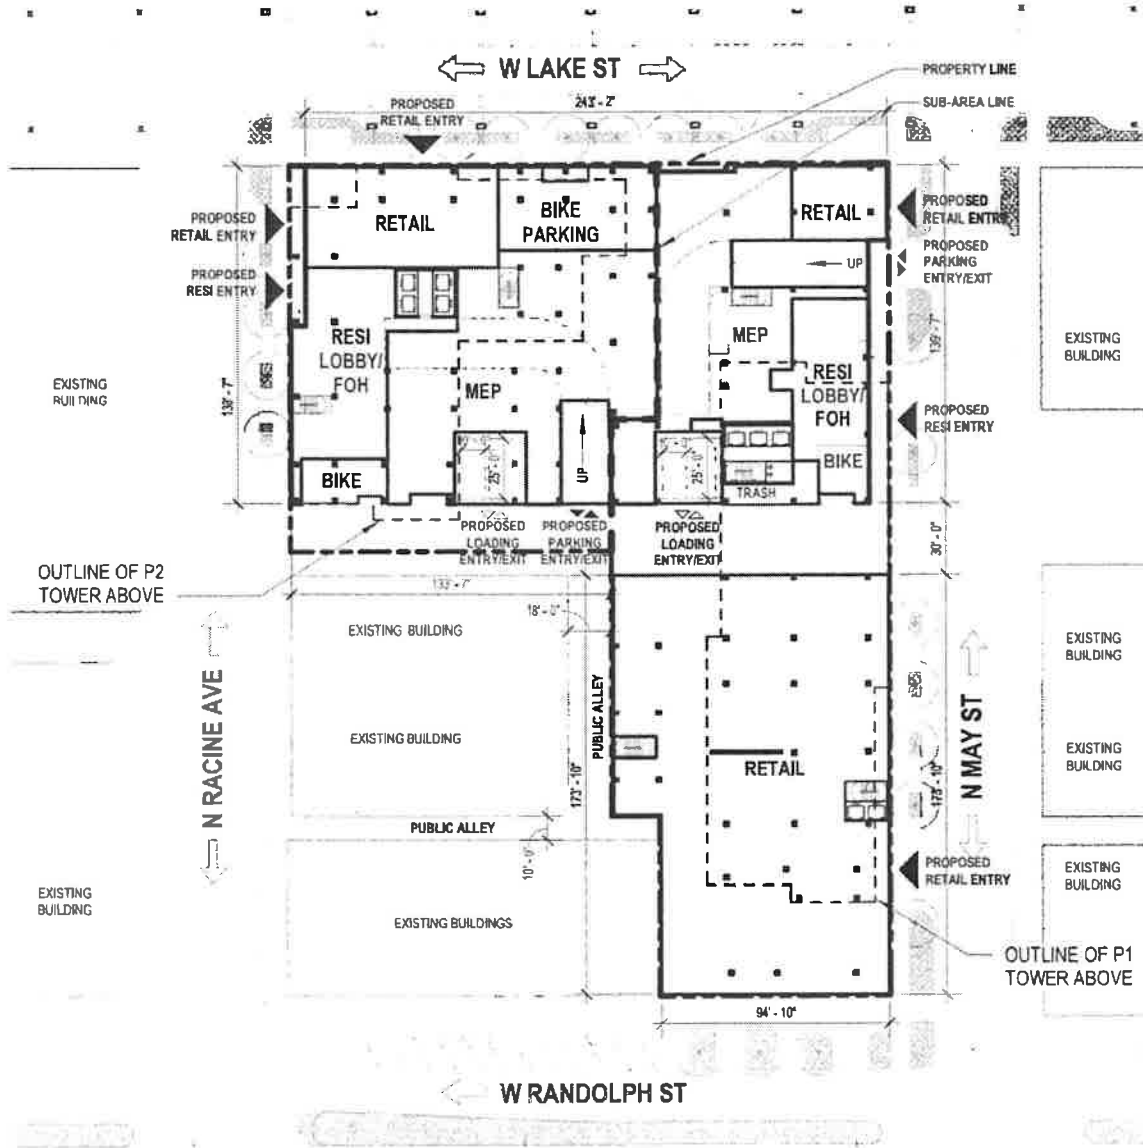 W LAKE ST
PROPERTY LINE
PROPOSED
RETAIL ENTRY
243' - 2"
SUB-AREA LINE
PROPOSED
RETAIL ENTRY
RETAIL
BIKE
PARKING
RETAIL
PROPOSED
RETAIL ENTRY
PROPOSED
RESI ENTRY
UP
PROPOSED
PARKING
ENTRY/EXIT
RESI
LOBBY/
FOH
MEP
MEP
RESI
LOBBY/
FOH
139' - 7"
EXISTING
BUILDING
EXISTING
BUILDING
PROPOSED
RESI ENTRY
BIKE
25' - 0"
UP
25' - 0"
TRASH
BIKE
PROPOSED
LOADING
ENTRY/EXIT
PROPOSED
PARKING
ENTRY/EXIT
PROPOSED
LOADING
ENTRY/EXIT
30' - 0"
OUTLINE OF P2
TOWER ABOVE
133' - 7"
18' - 0"
EXISTING BUILDING
EXISTING
BUILDING
N RACINE AVE
PUBLIC ALLEY
EXISTING BUILDING
RETAIL
N MAY ST
EXISTING
BUILDING
173' - 10"
PUBLIC ALLEY
10' - 0"
PROPOSED
RETAIL ENTRY
EXISTING
BUILDING
EXISTING
BUILDING
EXISTING BUILDINGS
OUTLINE OF P1
TOWER ABOVE
94' - 10"
W RANDOLPH ST